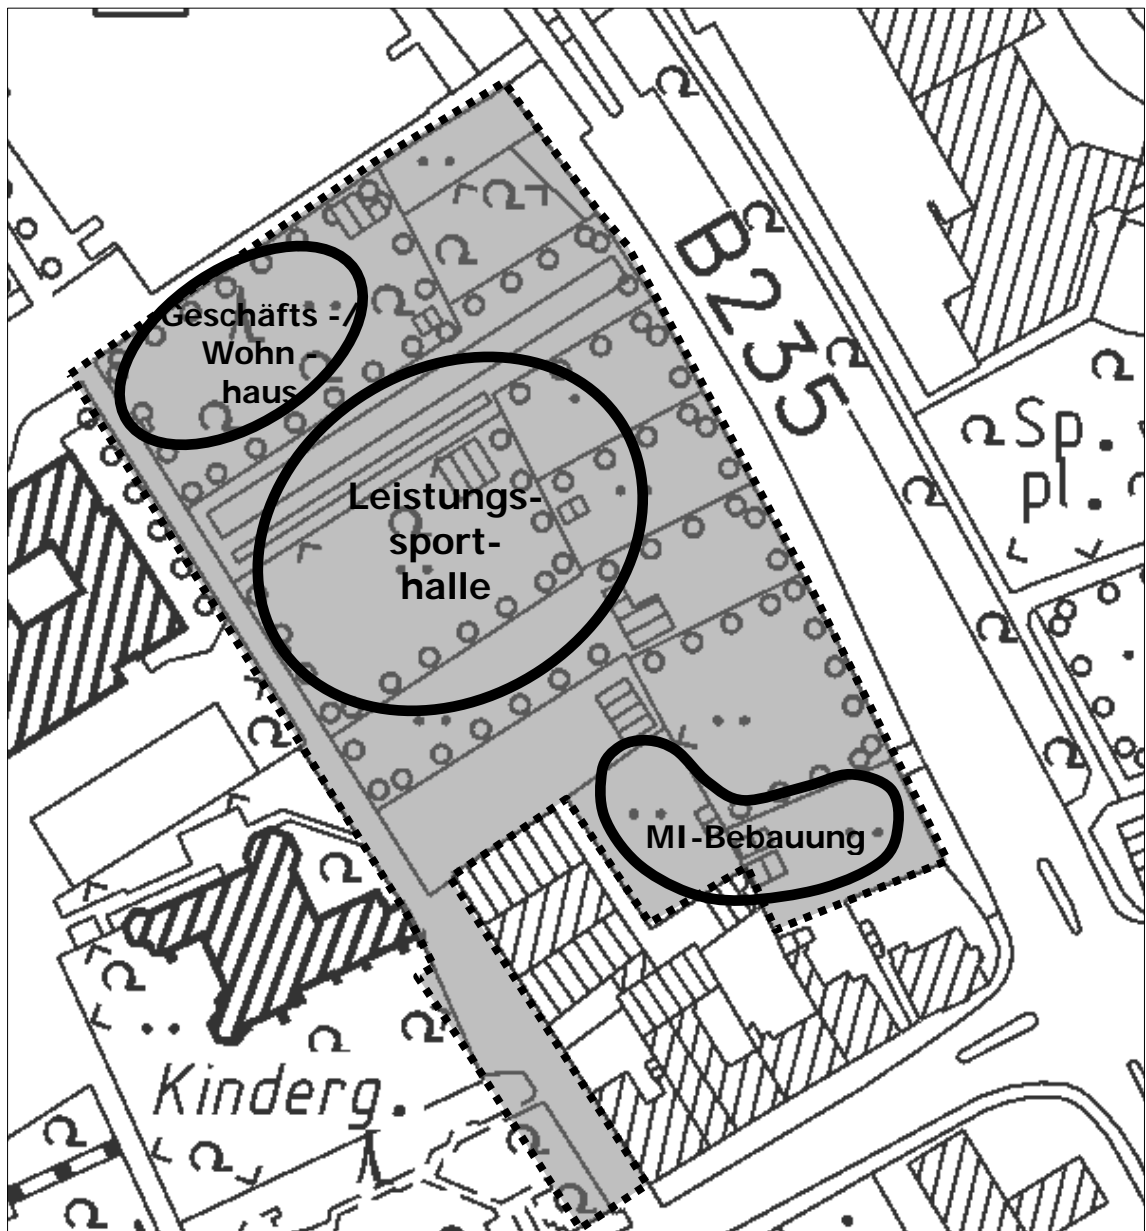 B235
Geschäfts -/
Wohn -
haus
Leistungs-
sport-
halle
Sp.
pl.
MI-Bebauung
Kinderg.